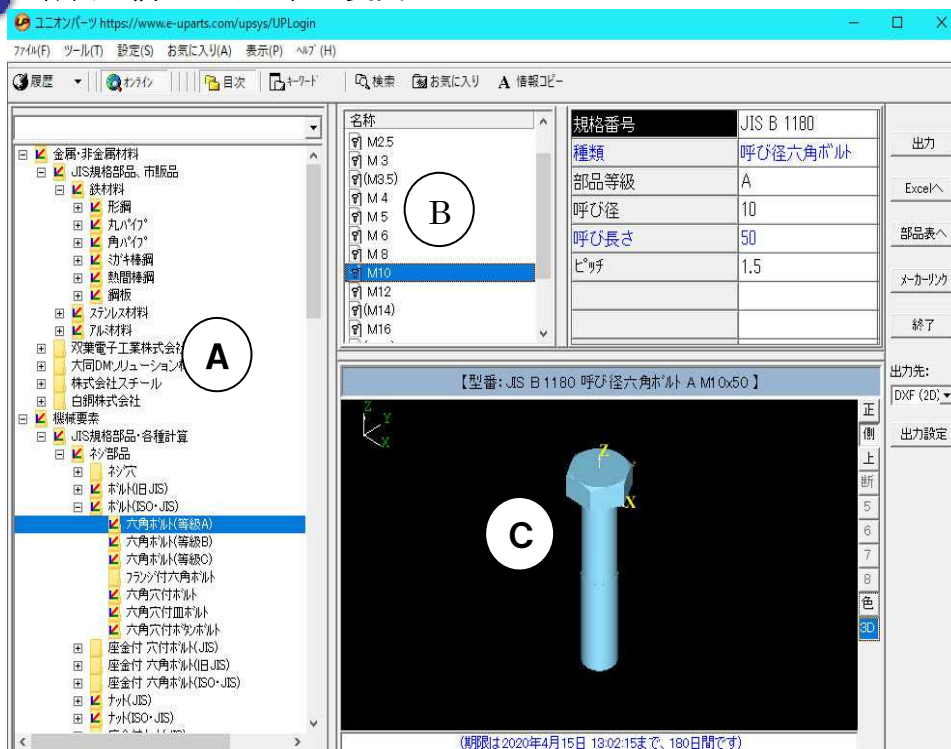 ユニオンパーツ https://www.e-uparts.com/upsys/UPLogin
ファイル(F) ツール(T) 設定(S) お気に入り(A) 表示(P) ヘルプ(H)
履歴 オンライン 目次 キーワード 検索 お気に入り A 情報コピー
金属・非金属材料
JIS規格部品、市販品
鉄材料
形鋼
丸パイプ
角パイプ
ミガキ棒鋼
熱間棒鋼
鋼板
ステンレス材料
アルミ材料
双葉電子工業株式会社
大同DMソリューション
株式会社スチール
白銅株式会社
機械要素
JIS規格部品・各種計算
ネジ部品
ネジ穴
ボルト(旧JIS)
ボルト(ISO・JIS)
六角ボルト(等級A)
六角ボルト(等級B)
六角ボルト(等級C)
フランジ付六角ボルト
六角穴付ボルト
六角穴付皿ボルト
六角穴付ボタンボルト
座金付 穴付ボルト(JIS)
座金付 六角ボルト(旧JIS)
座金付 六角ボルト(ISO・JIS)
ナット(JIS)
ナット(ISO・JIS)
A
名称
M2.5
M 3
(M3.5)
M 4
M 5
M 6
M 8
M10
M12
(M14)
M16
B
規格番号 JIS B 1180
種類 呼び径六角ボルト
部品等級 A
呼び径 10
呼び長さ 50
ピッチ 1.5
【型番: JIS B 1180 呼び径六角ボルト A M10x50 】
Z
Y
X
Z
X
C
正
側
上
断
5
6
7
8
色
3D
(期限は2020年4月15日 13:02:15まで、180日間です)
出力
Excelへ
部品表へ
メーカーリンク
終了
出力先:
DXF (2D)
出力設定